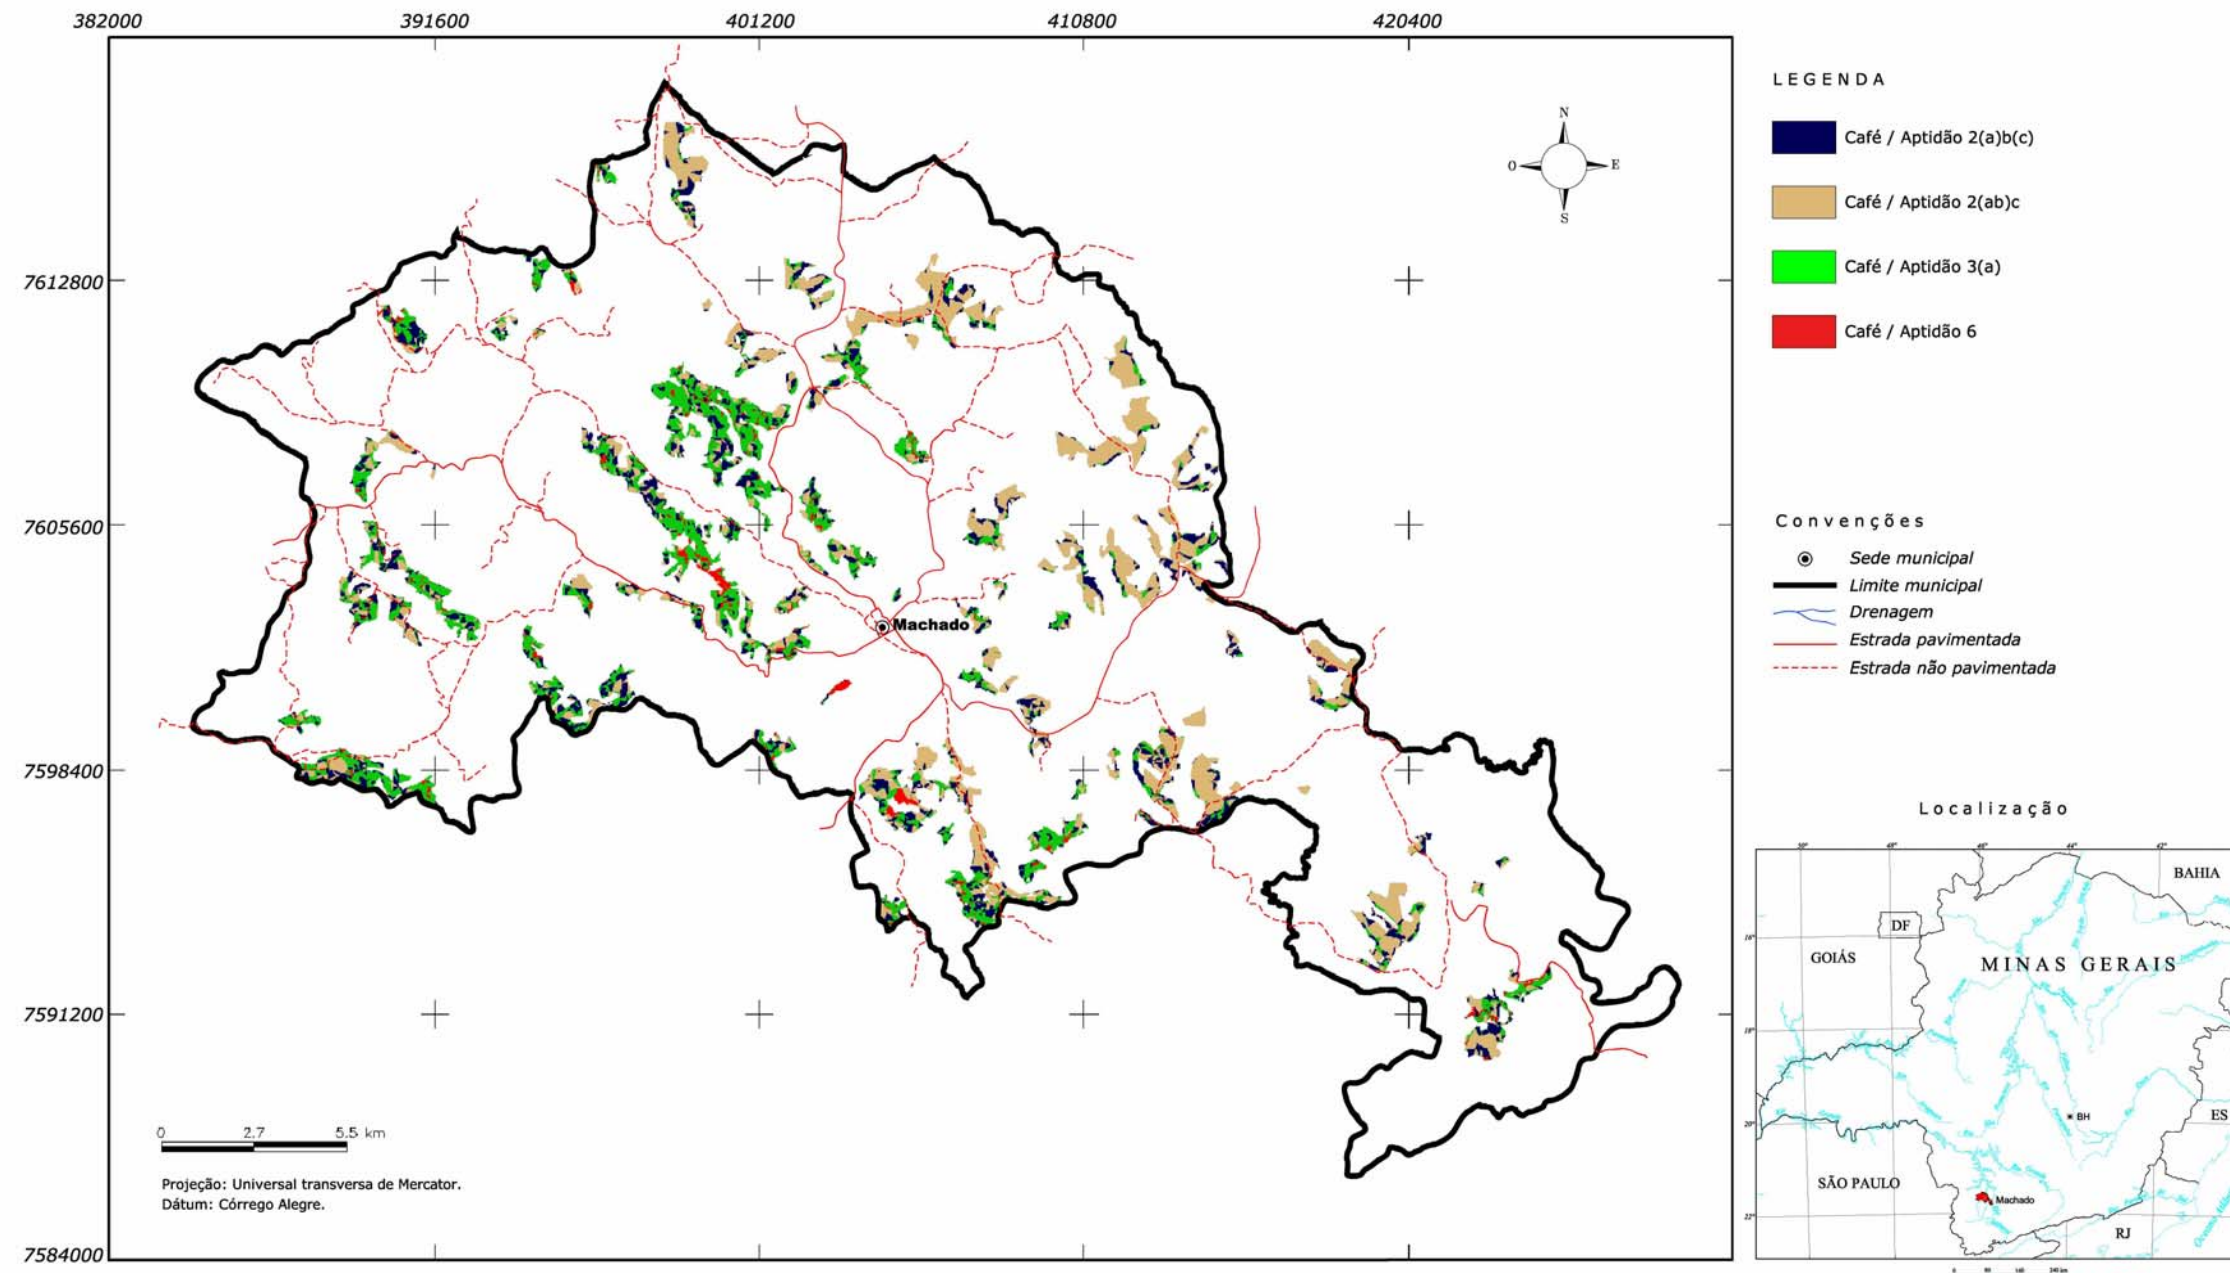 382000 391600 401200 410800 420400
7612800
7605600
7598400
7591200
7584000
N
O E
S
Machado
0 2.7 5.5 km
Projeção: Universal transversa de Mercator.
Dátum: Córrego Alegre.
LEGENDA
Café / Aptidão 2(a)b(c)
Café / Aptidão 2(ab)c
Café / Aptidão 3(a)
Café / Aptidão 6
Convenções
Sede municipal
Limite municipal
Drenagem
Estrada pavimentada
Estrada não pavimentada
Localização
BAHIA
DF
GOIÁS
MINAS GERAIS
BH
ES
SÃO PAULO
Machado
RJ